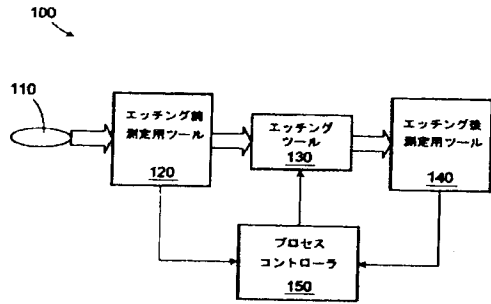 100
110
エッチング前
測定用ツール
120
エッチング
ツール
130
エッチング後
測定用ツール
140
プロセス
コントローラ
150